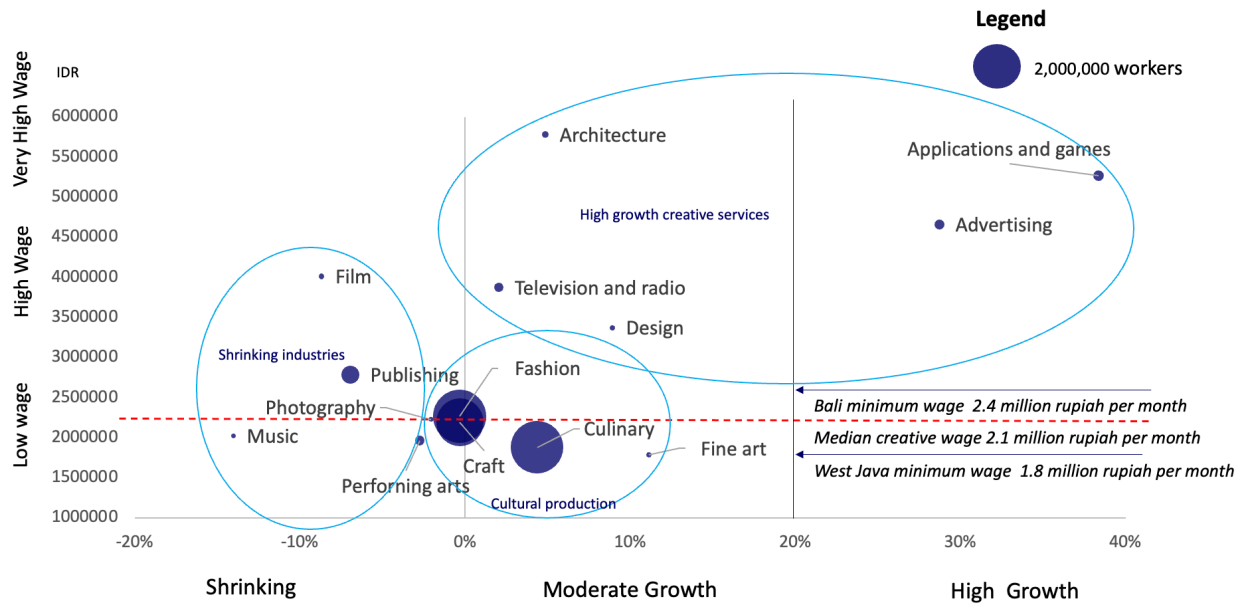 Legend
2,000,000 workers
IDR
Very High Wage
High Wage
Low wage
6000000
5500000
5000000
4500000
4000000
3500000
3000000
2500000
2000000
1500000
1000000
Architecture
Applications and games
High growth creative services
Advertising
Film
Television and radio
Design
Shrinking industries
Publishing
Fashion
Photography
Music
Culinary
Fine art
Craft
Perforning arts
Cultural production
Bali minimum wage 2.4 million rupiah per month
Median creative wage 2.1 million rupiah per month
West Java minimum wage 1.8 million rupiah per month
-20%
-10%
0%
10%
20%
30%
40%
Shrinking
Moderate Growth
High Growth